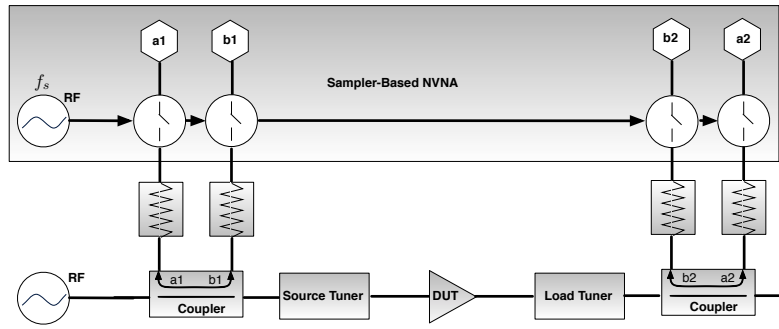 a1
b1
b2
a2
f_s
RF
Sampler-Based NVNA
RF
a1
b1
Coupler
Source Tuner
DUT
Load Tuner
b2
a2
Coupler